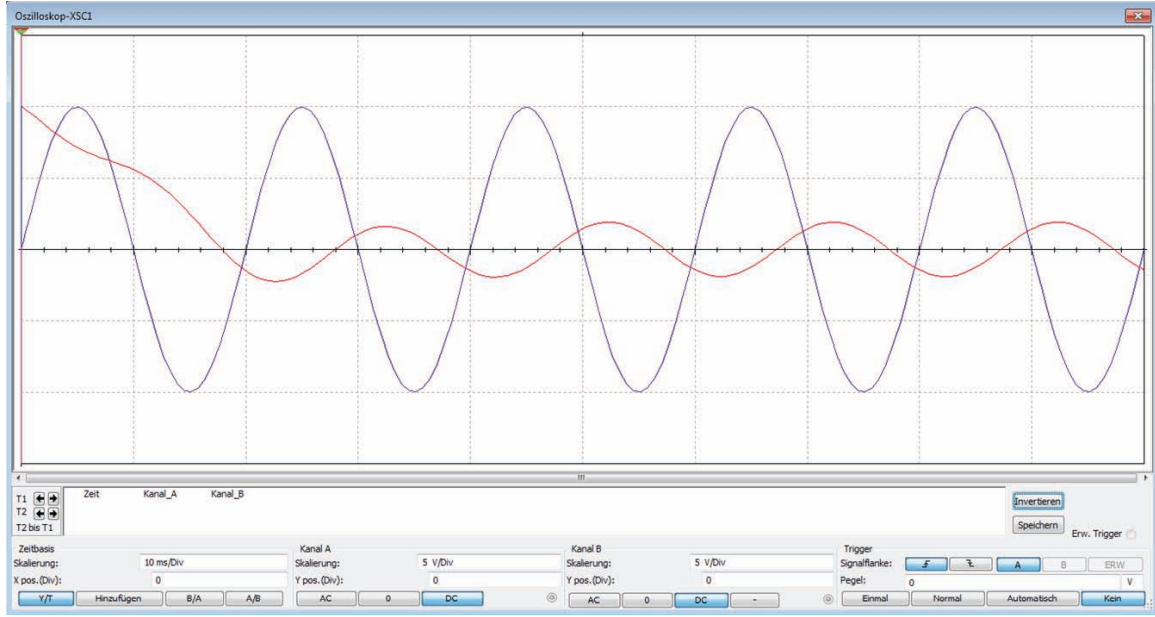 Oszilloskop-XSC1
T1
Zeit Kanal_A Kanal_B
T2
T2 bis T1
Invertieren
Speichern
Erw. Trigger
Zeitbasis
Skalierung: 10 ms/Div
X pos.(Div): 0
Y/T Hinzufügen B/A A/B
Kanal A
Skalierung: 5 V/Div
Y pos.(Div): 0
AC 0 DC
Kanal B
Skalierung: 5 V/Div
Y pos.(Div): 0
AC 0 DC -
Trigger
Signalflanke: A B ERW
Pegel: 0 V
Einmal Normal Automatisch Kein